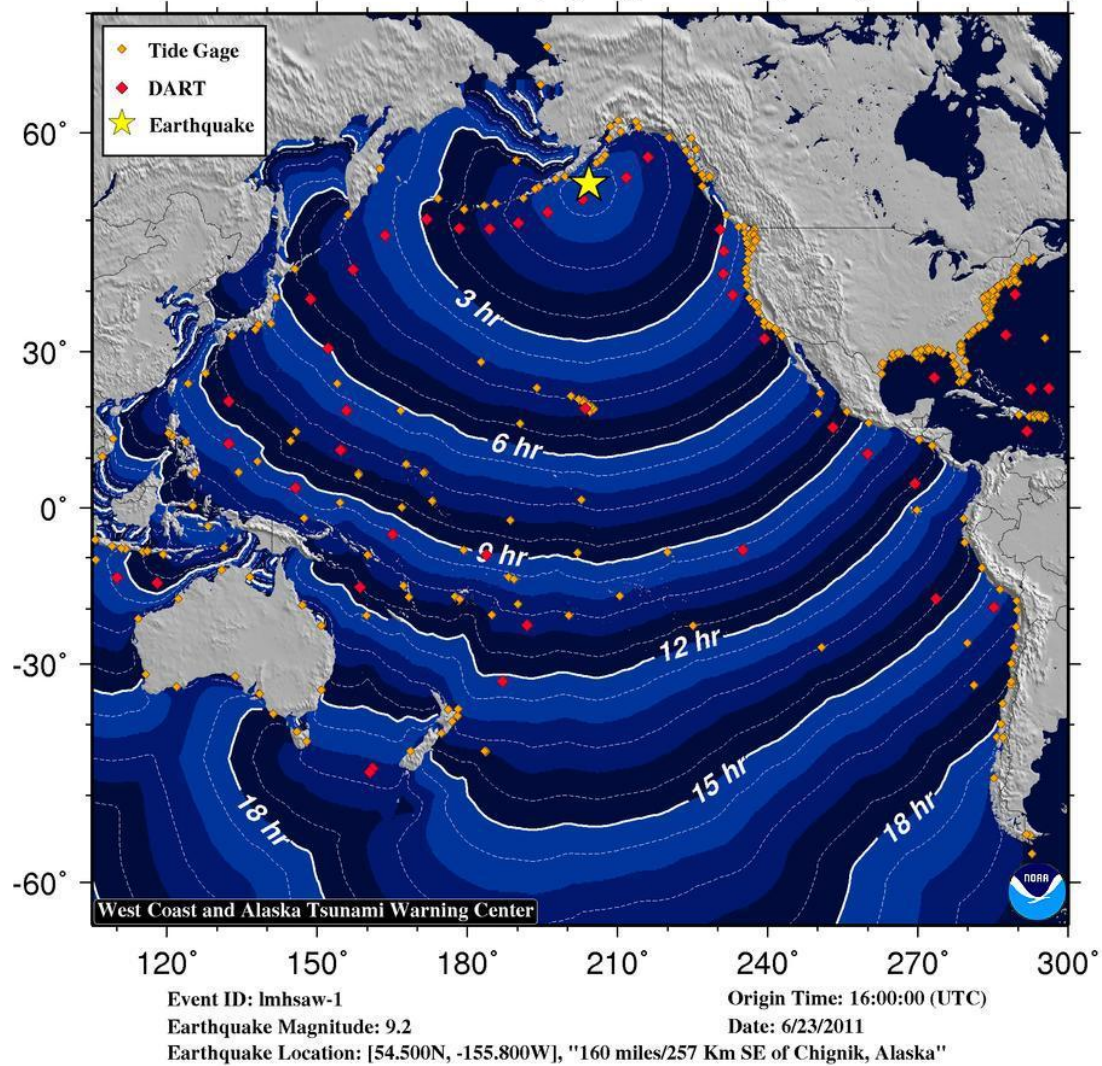 Tide Gage
DART
Earthquake
60°
30°
0°
-30°
-60°
3 hr
6 hr
9 hr
12 hr
15 hr
18 hr
18 hr
NOAA
West Coast and Alaska Tsunami Warning Center
120° 150° 180° 210° 240° 270° 300°
Event ID: lmhsaw-1
Origin Time: 16:00:00 (UTC)
Earthquake Magnitude: 9.2
Date: 6/23/2011
Earthquake Location: [54.500N, -155.800W], "160 miles/257 Km SE of Chignik, Alaska"